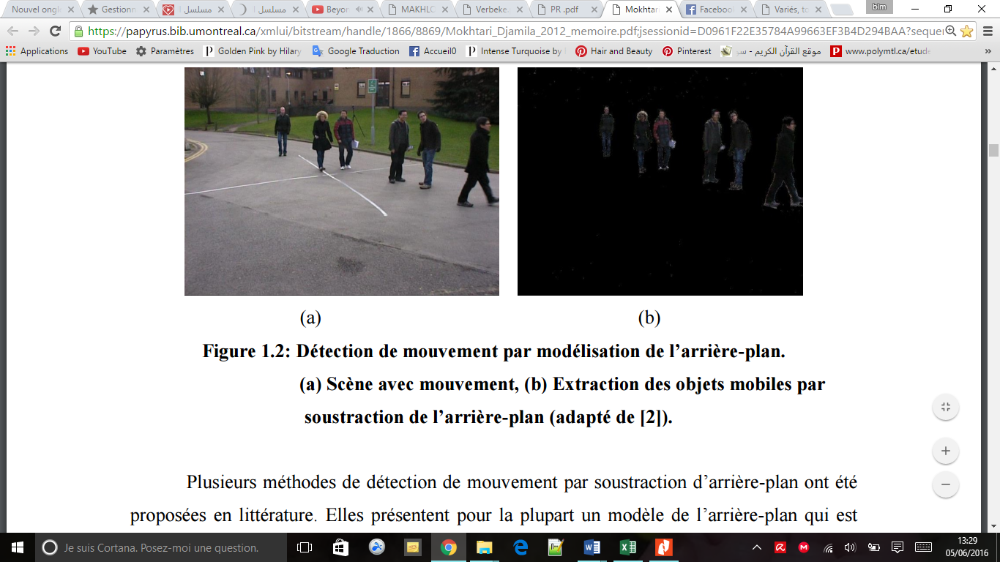 Nouvel ongl
Gestionn
مسلسل ا
مسلسل ا
Beyon
MAKHLO
Verbeke.
PR .pdf
Mokhtari
Facebool
Variés, to
blm
https://papyrus.bib.umontreal.ca/xmlui/bitstream/handle/1866/8869/Mokhtari_Djamila_2012_memoire.pdf;jsessionid=D0961F22E35784A99663EF3B4D294BAA?seque
Applications
YouTube
Paramètres
Golden Pink by Hilary
Google Traduction
Accueil0
Intense Turquoise by
Hair and Beauty
Pinterest
موقع القرآن الكريم - سو
www.polymtl.ca/etude
»
(a)
(b)
Figure 1.2: Détection de mouvement par modélisation de l’arrière-plan.
(a) Scène avec mouvement, (b) Extraction des objets mobiles par
soustraction de l’arrière-plan (adapté de [2]).
Plusieurs méthodes de détection de mouvement par soustraction d’arrière-plan ont été
proposées en littérature. Elles présentent pour la plupart un modèle de l’arrière-plan qui est
Je suis Cortana. Posez-moi une question.
13:29
05/06/2016